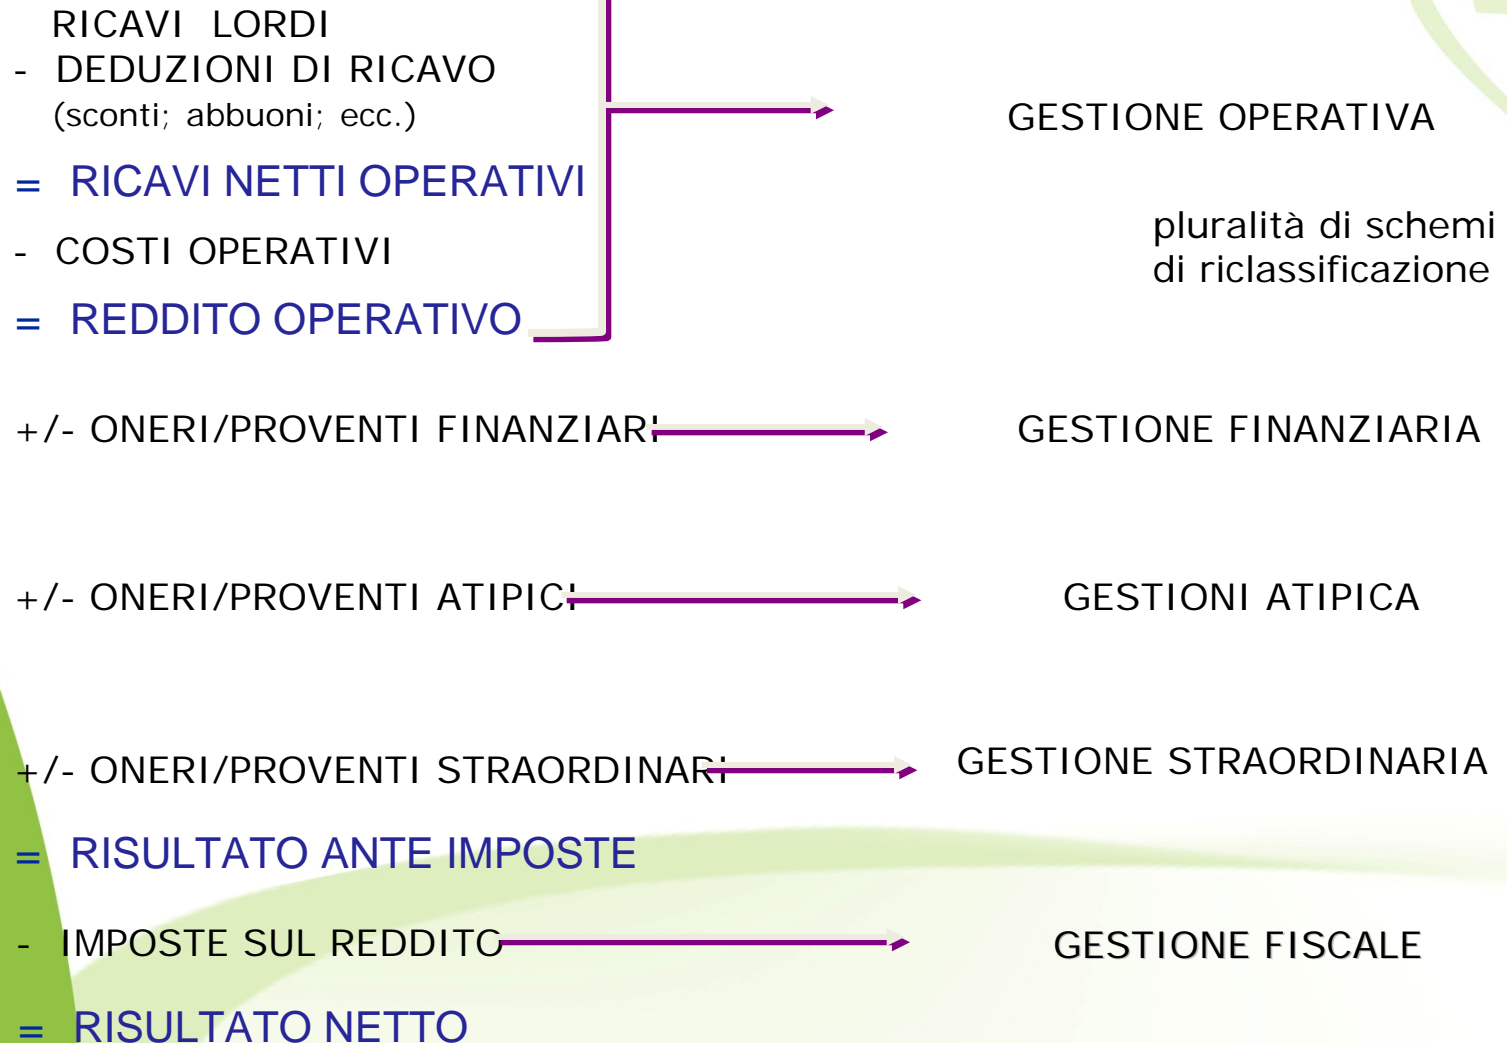 RICAVI LORDI
- DEDUZIONI DI RICAVO
(sconti; abbuoni; ecc.)
GESTIONE OPERATIVA
= RICAVI NETTI OPERATIVI
- COSTI OPERATIVI
pluralità di schemi
di riclassificazione
= REDDITO OPERATIVO
+/- ONERI/PROVENTI FINANZIARI
GESTIONE FINANZIARIA
+/- ONERI/PROVENTI ATIPICI
GESTIONI ATIPICA
+/- ONERI/PROVENTI STRAORDINARI
GESTIONE STRAORDINARIA
= RISULTATO ANTE IMPOSTE
- IMPOSTE SUL REDDITO
GESTIONE FISCALE
= RISULTATO NETTO